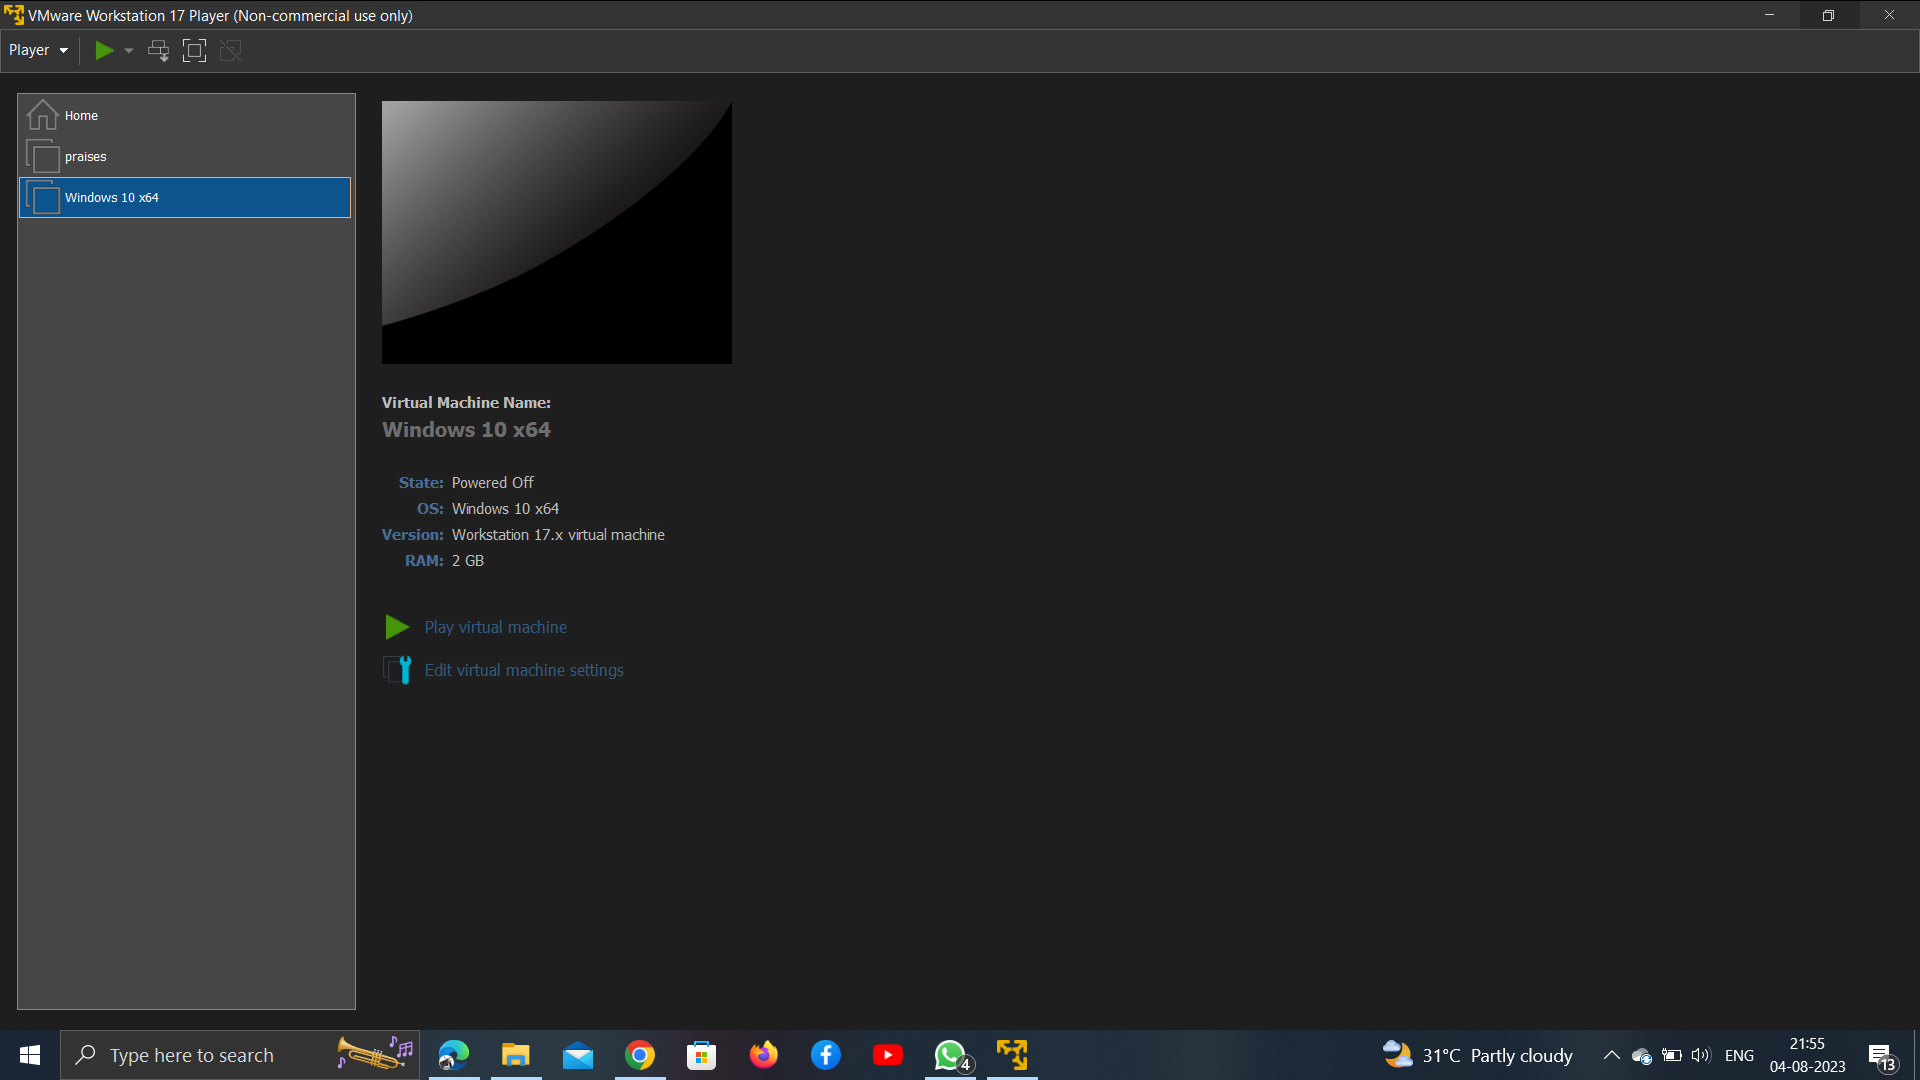 VMware Workstation 17 Player (Non-commercial use only)
Player
Home
praises
Windows 10 x64
Virtual Machine Name:
Windows 10 x64
State: Powered Off
OS: Windows 10 x64
Version: Workstation 17.x virtual machine
RAM: 2 GB
Play virtual machine
Edit virtual machine settings
Type here to search
4
31°C Partly cloudy
ENG
21:55
04-08-2023
13